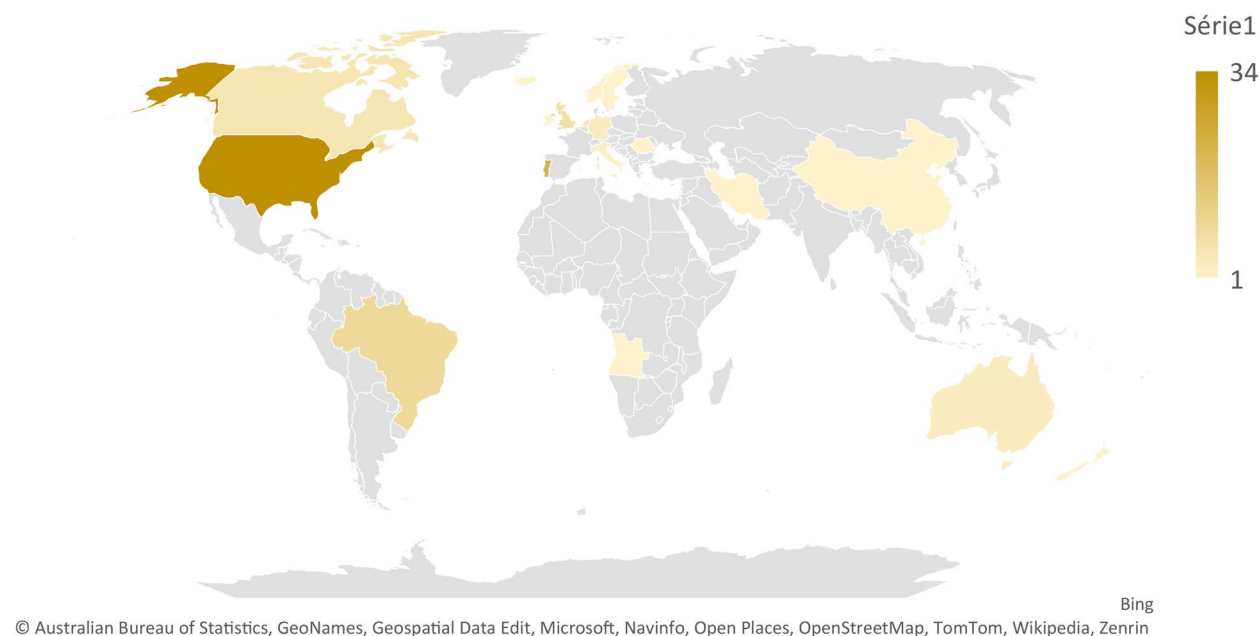 Série1
34
1
Bing
© Australian Bureau of Statistics, GeoNames, Geospatial Data Edit, Microsoft, Navinfo, Open Places, OpenStreetMap, TomTom, Wikipedia, Zenrin